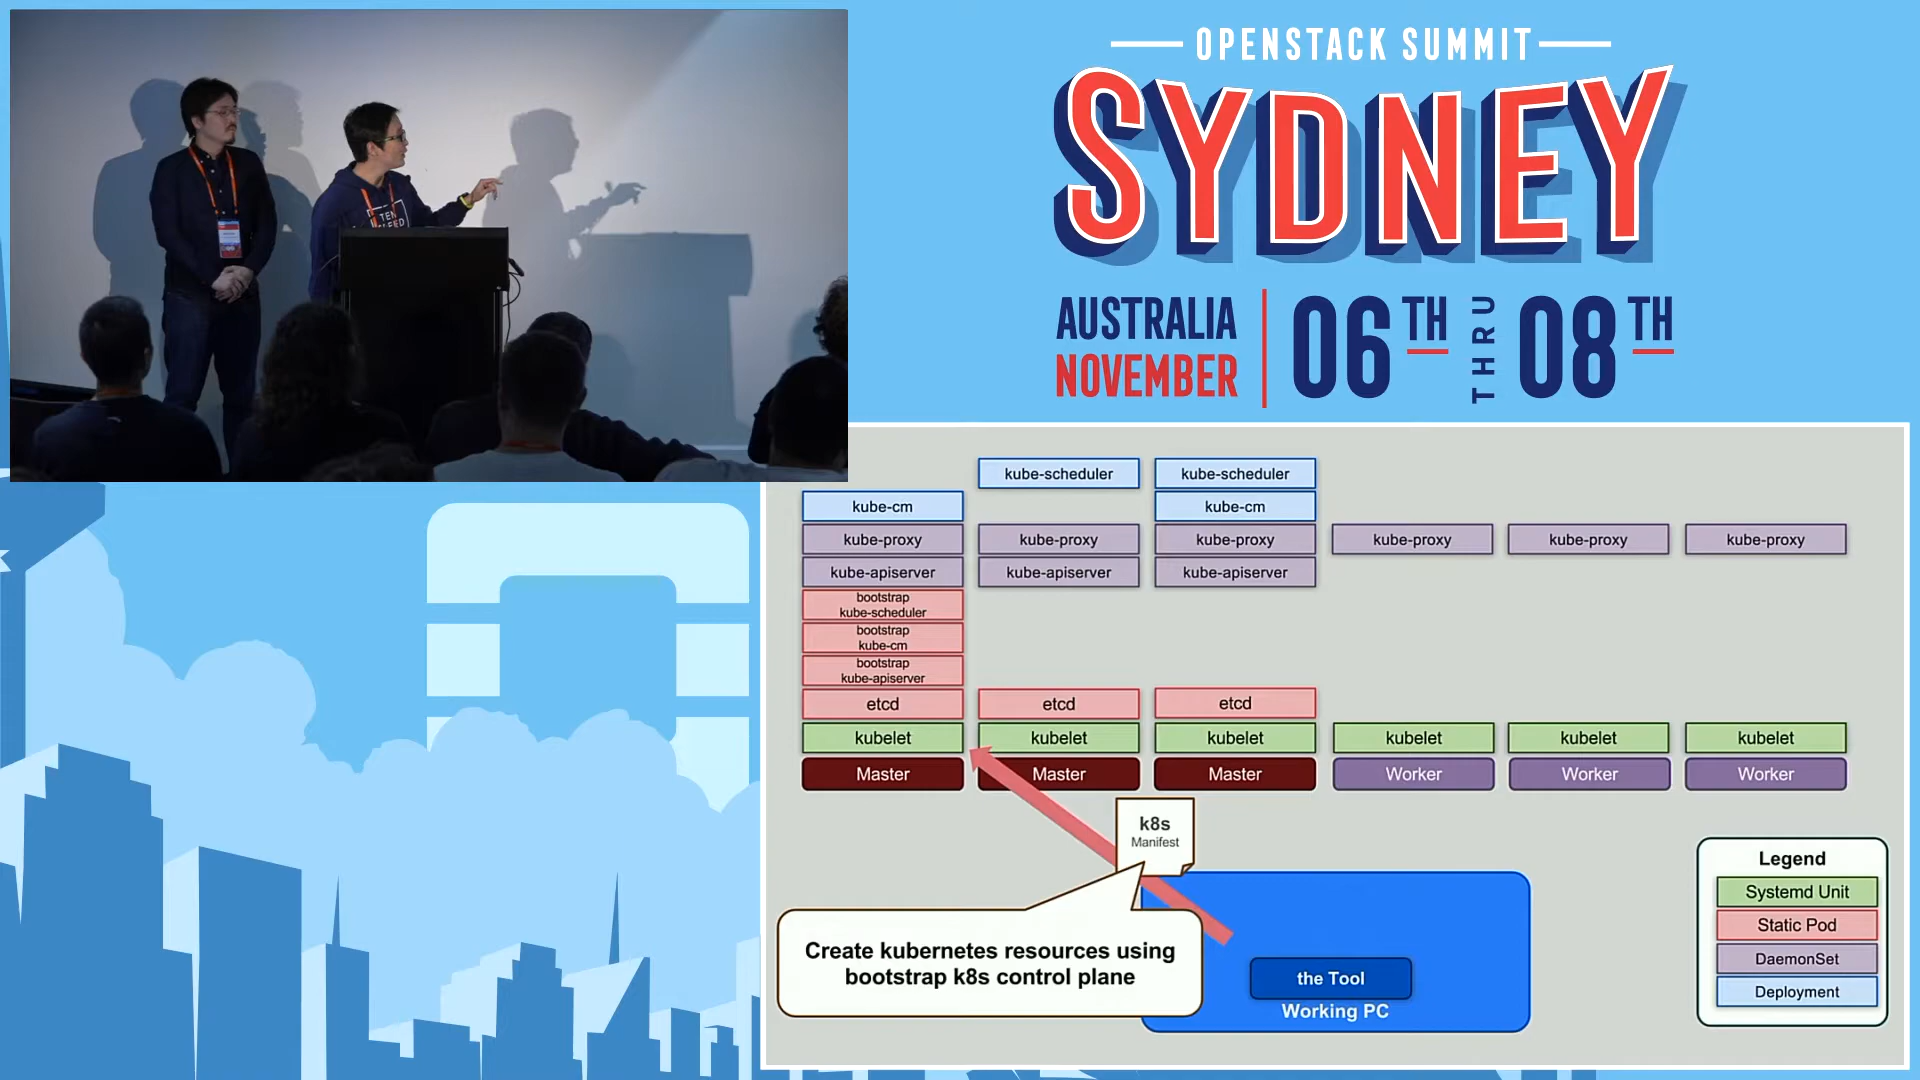 OPENSTACK SUMMIT
SYDNEY
AUSTRALIA
NOVEMBER
06TH
THRU
08TH
TEN
kube-scheduler
kube-scheduler
kube-cm
kube-cm
kube-proxy
kube-proxy
kube-proxy
kube-proxy
kube-proxy
kube-proxy
kube-apiserver
kube-apiserver
kube-apiserver
bootstrap
kube-scheduler
bootstrap
kube-cm
bootstrap
kube-apiserver
etcd
etcd
etcd
kubelet
kubelet
kubelet
kubelet
kubelet
kubelet
Master
Master
Master
Worker
Worker
Worker
k8s
Manifest
Create kubernetes resources using
bootstrap k8s control plane
the Tool
Working PC
Legend
Systemd Unit
Static Pod
DaemonSet
Deployment